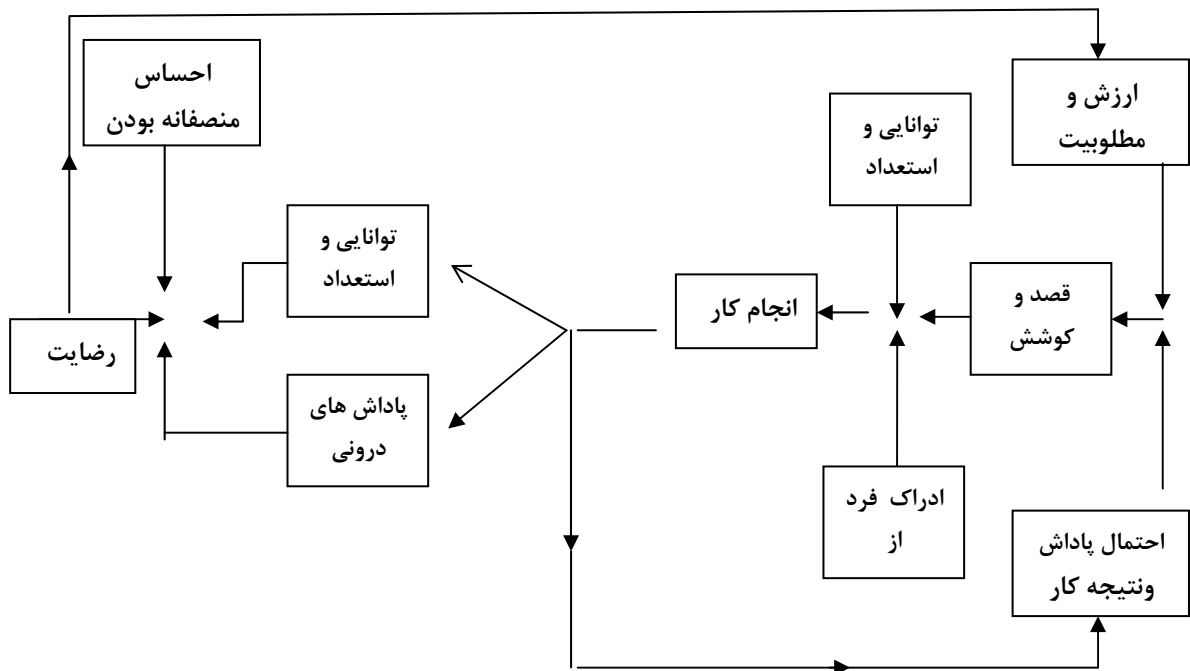 ارزش و
مطلوبیت
احساس
منصفانه بودن
توانایی و
استعداد
توانایی و
استعداد
قصد و
کوشش
انجام کار
رضایت
پاداش های
درونی
ادراک فرد
از
احتمال پاداش
ونتیجه کار